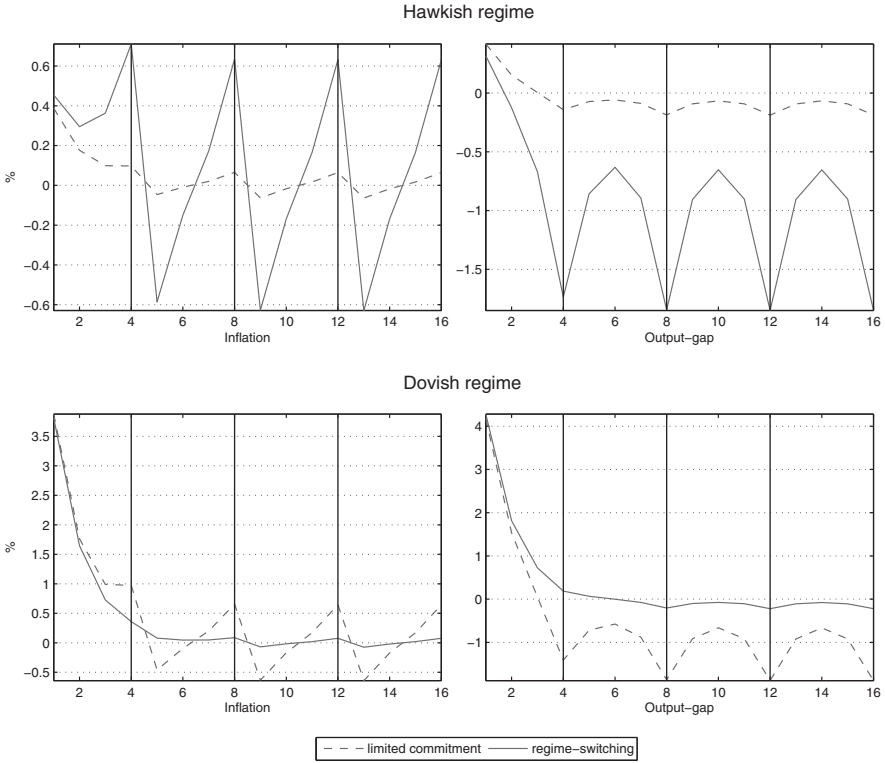 Hawkish regime
0.6
0.4
0.2
0
−0.2
−0.4
−0.6
%
2 4 6 8 10 12 14 16
Inflation
0
−0.5
−1
−1.5
2 4 6 8 10 12 14 16
Output−gap
Dovish regime
3.5
3
2.5
2
1.5
1
0.5
0
−0.5
%
2 4 6 8 10 12 14 16
Inflation
4
3
2
1
0
−1
2 4 6 8 10 12 14 16
Output−gap
limited commitment regime−switching